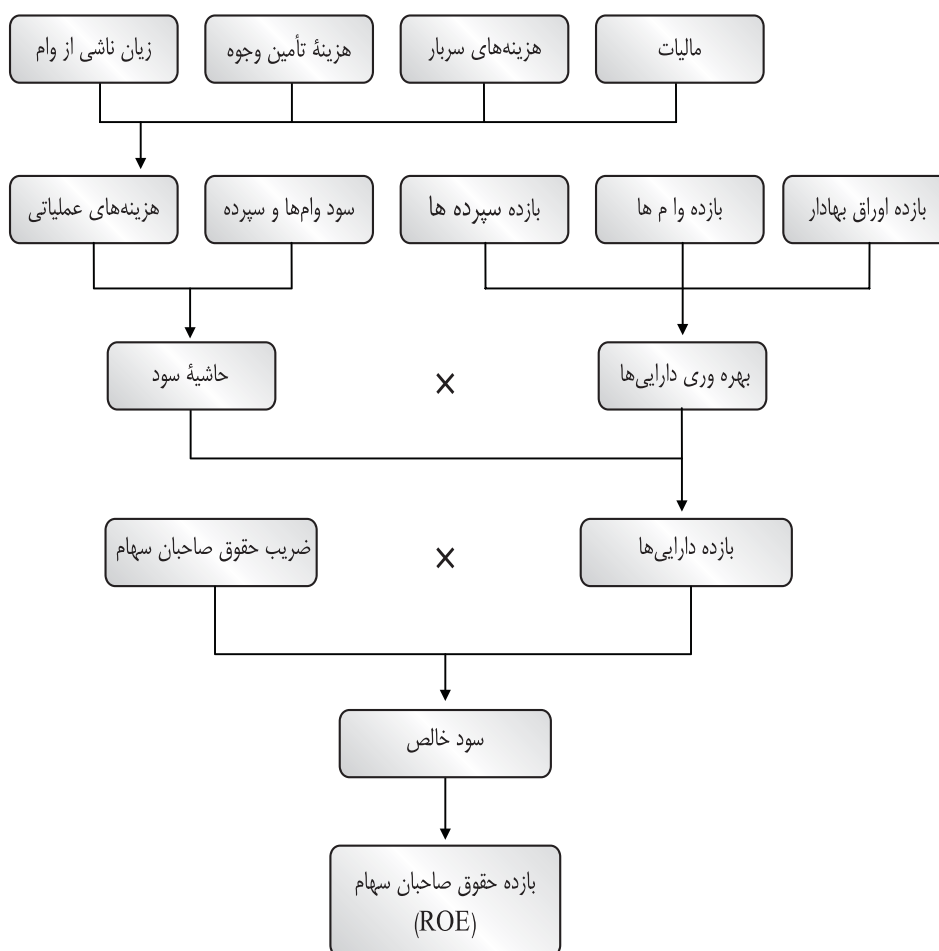 مالیات
هزینه‌های سربار
هزینهٔ تأمین وجوه
زیان ناشی از وام
بازده اوراق بهادار
بازده وا م ها
بازده سپرده ها
سود وام‌ها و سپرده
هزینه‌های عملیاتی
بهره وری دارایی‌ها
×
حاشیهٔ سود
بازده دارایی‌ها
×
ضریب حقوق صاحبان سهام
سود خالص
بازده حقوق صاحبان سهام
(ROE)